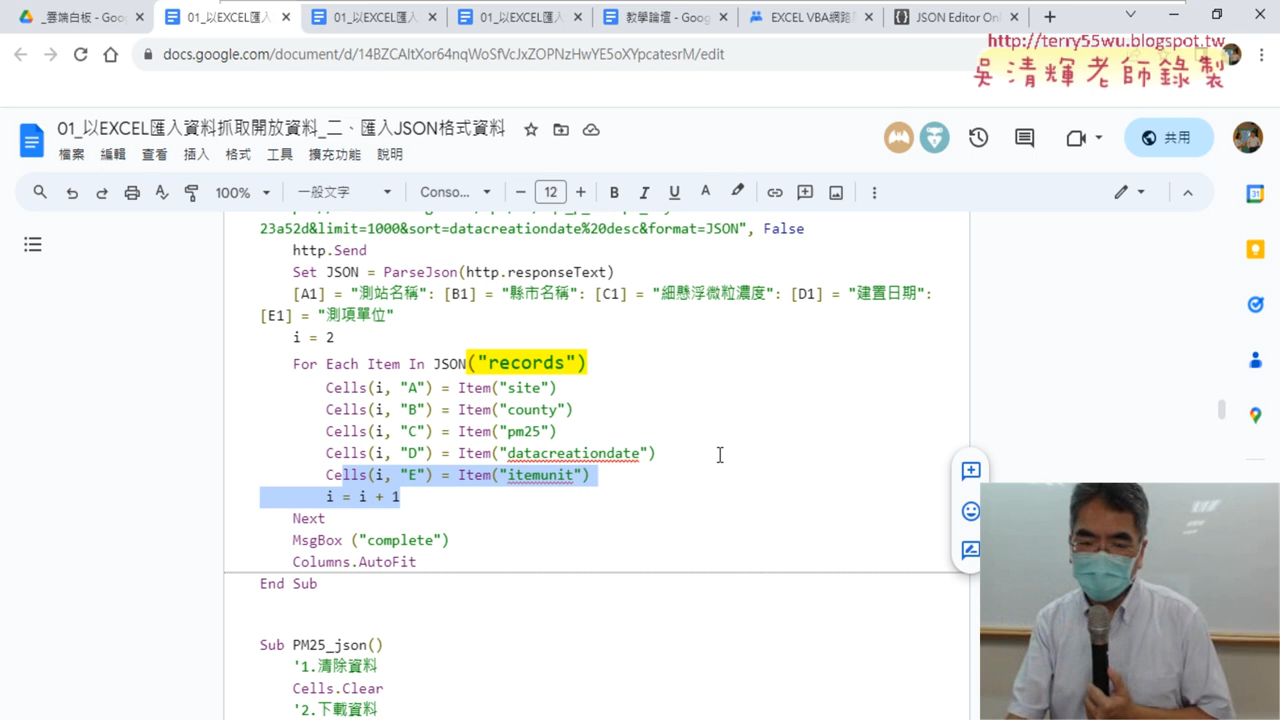 _雲端白板 - Goo
01_以EXCEL匯入
01_以EXCEL匯入
01_以EXCEL匯入
教學論壇 - Goog
EXCEL VBA網路
JSON Editor Onl
docs.google.com/document/d/14BZCAltXor64nqWoSfVcJxZOPNzHwYE5oXYpcatesrM/edit
http://terry55wu.blogspot.tw
吳清輝老師錄製
01_以EXCEL匯入資料抓取開放資料_二、匯入JSON格式資料
共用
檔案 編輯 查看 插入 格式 工具 擴充功能 說明
100% 一般文字 Conso... 12 B I U A
23a52d&limit=1000&sort=datacreationdate%20desc&format=JSON", False
http.Send
Set JSON = ParseJson(http.responseText)
[A1] = "測站名稱": [B1] = "縣市名稱": [C1] = "細懸浮微粒濃度": [D1] = "建置日期":
[E1] = "測項單位"
i = 2
For Each Item In JSON("records")
Cells(i, "A") = Item("site")
Cells(i, "B") = Item("county")
Cells(i, "C") = Item("pm25")
Cells(i, "D") = Item("datacreationdate")
Cells(i, "E") = Item("itemunit")
i = i + 1
Next
MsgBox ("complete")
Columns.AutoFit
End Sub
Sub PM25_json()
'1.清除資料
Cells.Clear
'2.下載資料